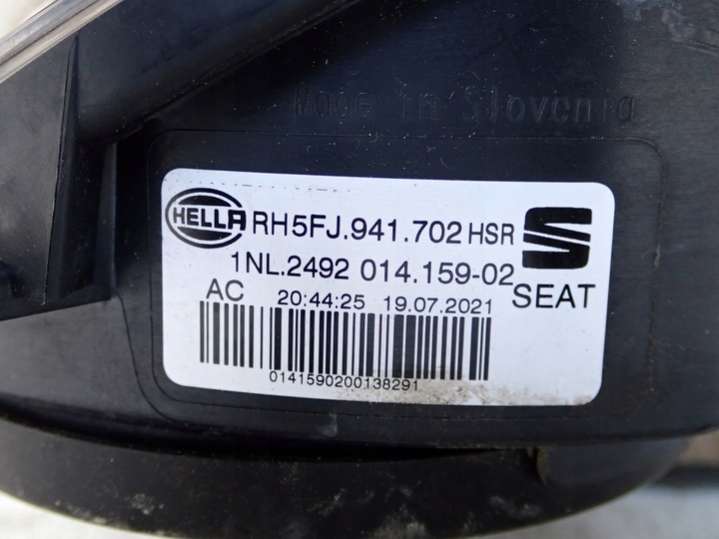 Made in Slovenia
HELLA RH5FJ.941.702 HSR
1NL.2492 014.159-02
AC 20:44:25 19.07.2021 SEAT
0141590200138291